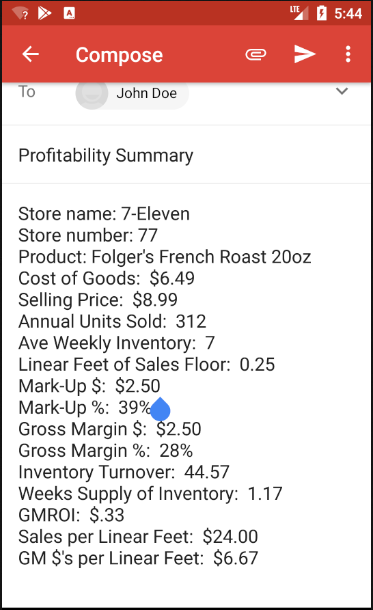 LTE 5:44
Compose
To John Doe
Profitability Summary
Store name: 7-Eleven
Store number: 77
Product: Folger's French Roast 20oz
Cost of Goods:  $6.49
Selling Price:  $8.99
Annual Units Sold:  312
Ave Weekly Inventory:  7
Linear Feet of Sales Floor:  0.25
Mark-Up $:  $2.50
Mark-Up %:  39%
Gross Margin $:  $2.50
Gross Margin %:  28%
Inventory Turnover:  44.57
Weeks Supply of Inventory:  1.17
GMROI:  $.33
Sales per Linear Feet:  $24.00
GM $'s per Linear Feet:  $6.67